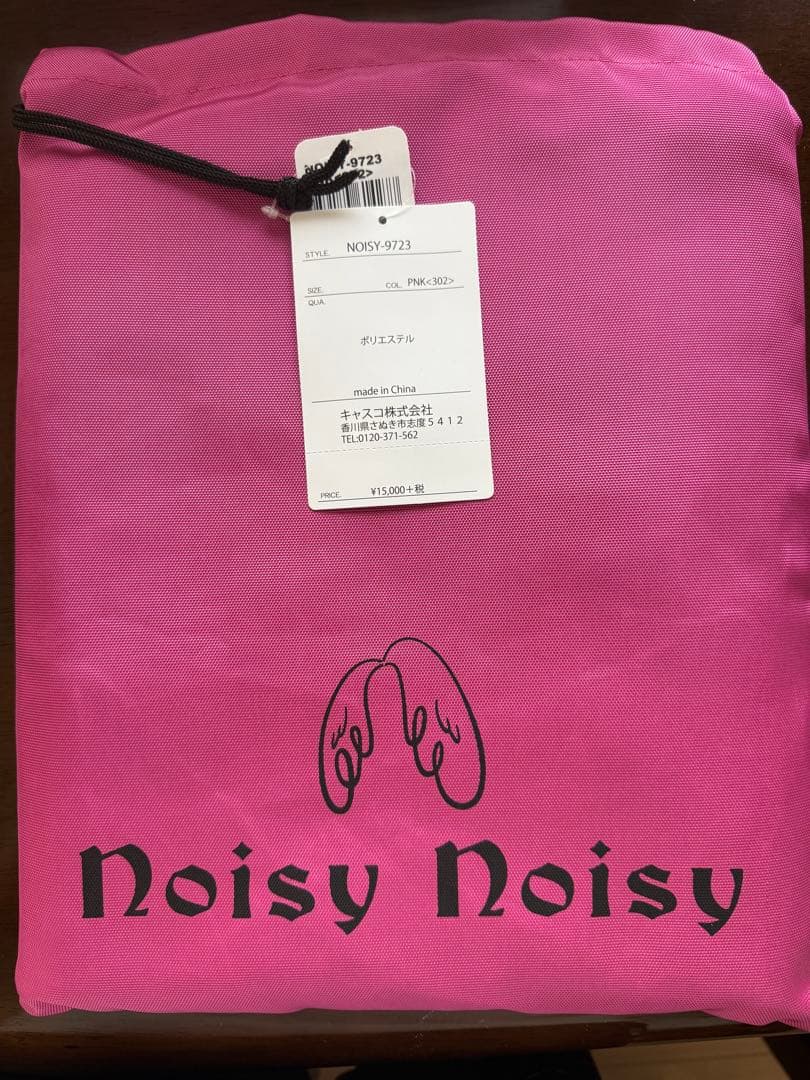 -9723
STYLE. NOISY-9723
SIZE. COL. PNK<302>
QUA.
ポリエステル
made in China
キャスコ株式会社
香川県さぬき市志度５４１２
TEL:0120-371-562
PRICE. ¥15,000＋税
Noisy Noisy